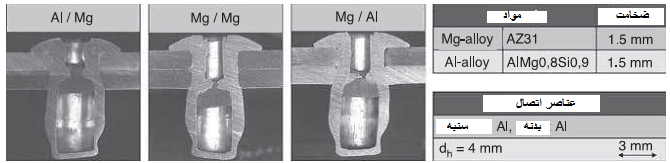 Al / Mg
Mg / Mg
Mg / Al
مواد ضخامت
Mg-alloy AZ31 1.5 mm
Al-alloy AlMg0,8Si0,9 1.5 mm
عناصر اتصال
سنبه Al, بدنه Al
dh = 4 mm 3 mm